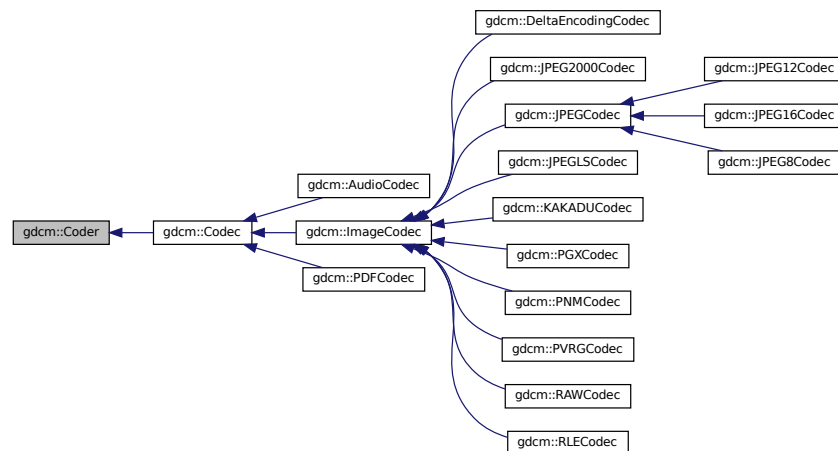 gdcm::DeltaEncodingCodec
gdcm::JPEG2000Codec
gdcm::JPEG12Codec
gdcm::JPEGCodec
gdcm::JPEG16Codec
gdcm::JPEG8Codec
gdcm::JPEGLSCodec
gdcm::AudioCodec
gdcm::KAKADUCodec
gdcm::Coder
gdcm::Codec
gdcm::ImageCodec
gdcm::PGXCodec
gdcm::PDFCodec
gdcm::PNMCodec
gdcm::PVRGCodec
gdcm::RAWCodec
gdcm::RLECodec